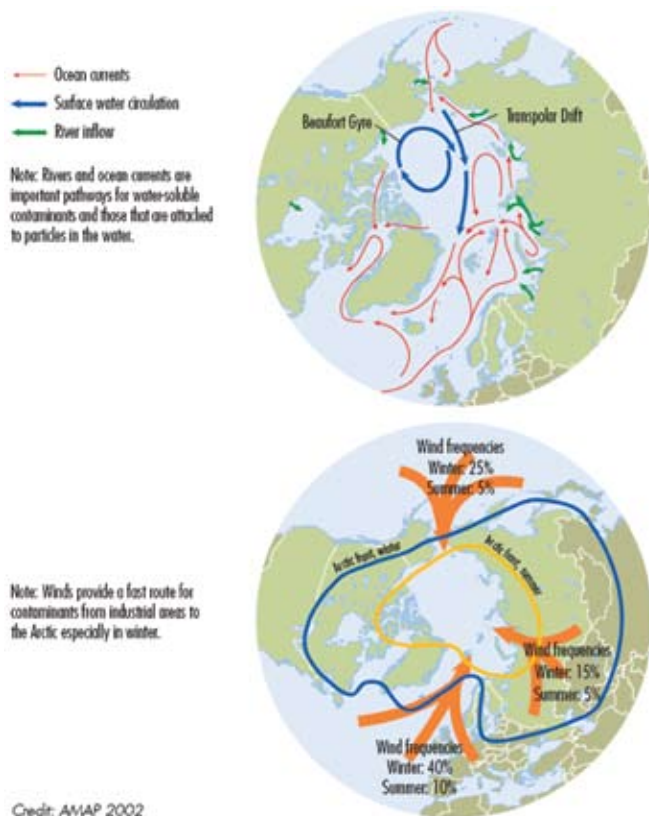 Ocean currents
Surface water circulation
River inflow
Note: Rivers and ocean currents are
important pathways for water-soluble
contaminants and those that are attached
to particles in the water.
Beaufort Gyre
Transpolar Drift
Wind frequencies
Winter: 25%
Summer: 5%
Arctic front, winter
Arctic front, summer
Note: Winds provide a fast route for
contaminants from industrial areas to
the Arctic especially in winter.
Wind frequencies
Winter: 15%
Summer: 5%
Wind frequencies
Winter: 40%
Summer: 10%
Credit: AMAP 2002